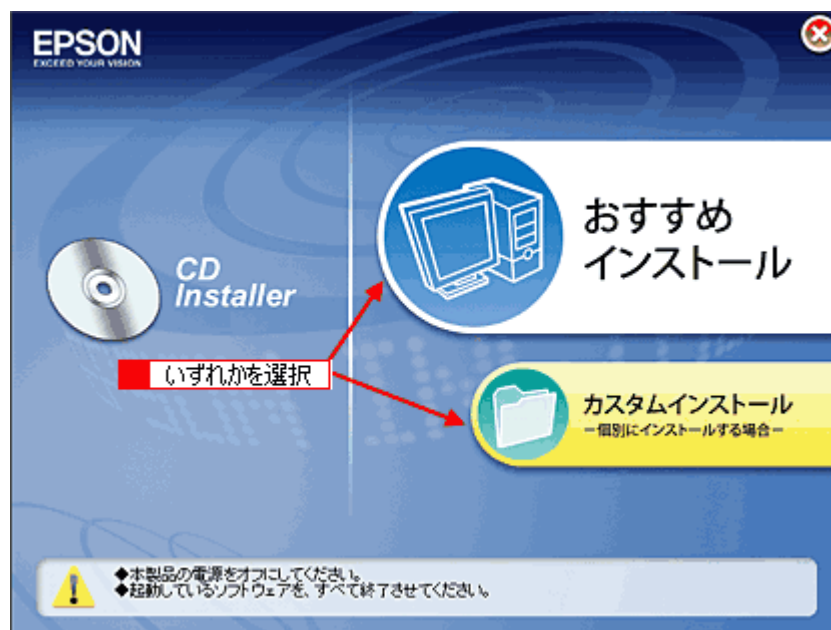 EPSON
EXCEED YOUR VISION
おすすめ
インストール
CD
Installer
いずれかを選択
カスタムインストール
－個別にインストールする場合－
◆本製品の電源をオフにしてください。
◆起動しているソフトウェアを、すべて終了させてください。